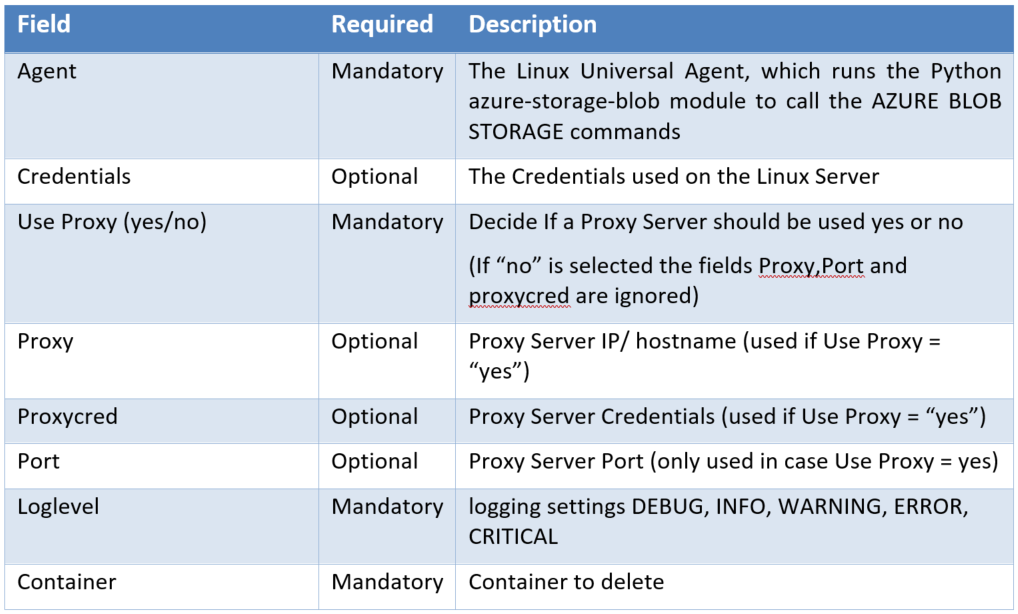 Field Required Description
Agent Mandatory The Linux Universal Agent, which runs the Python
azure-storage-blob module to call the AZURE BLOB
STORAGE commands
Credentials Optional The Credentials used on the Linux Server
Use Proxy (yes/no) Mandatory Decide If a Proxy Server should be used yes or no
(If “no” is selected the fields Proxy,Port and
proxycred are ignored)
Proxy Optional Proxy Server IP/ hostname (used if Use Proxy =
“yes”)
Proxycred Optional Proxy Server Credentials (used if Use Proxy = “yes”)
Port Optional Proxy Server Port (only used in case Use Proxy = yes)
Loglevel Mandatory logging settings DEBUG, INFO, WARNING, ERROR,
CRITICAL
Container Mandatory Container to delete